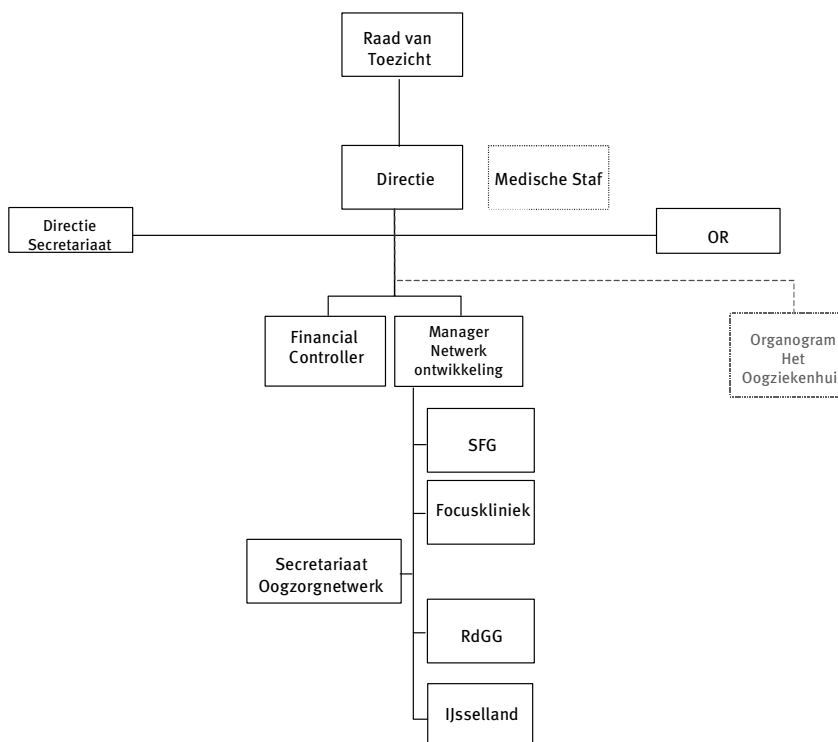 Raad van
Toezicht
Directie
Medische Staf
Directie
Secretariaat
OR
Financial
Controller
Manager
Netwerk
ontwikkeling
Organogram
Het
Oogziekenhui
SFG
Focuskliniek
Secretariaat
Oogzorgnetwerk
RdGG
IJsselland